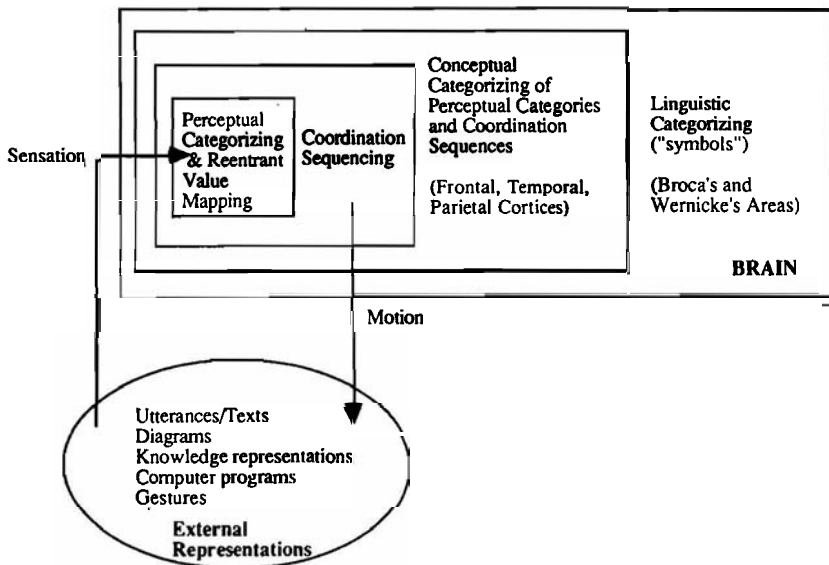 Sensation
Perceptual
Categorizing
& Reentrant
Value
Mapping
Coordination
Sequencing
Conceptual
Categorizing of
Perceptual Categories
and Coordination
Sequences
(Frontal, Temporal,
Parietal Cortices)
Linguistic
Categorizing
("symbols")
(Broca's and
Wernicke's Areas)
BRAIN
Motion
Utterances/Texts
Diagrams
Knowledge representations
Computer programs
Gestures
External
Representations